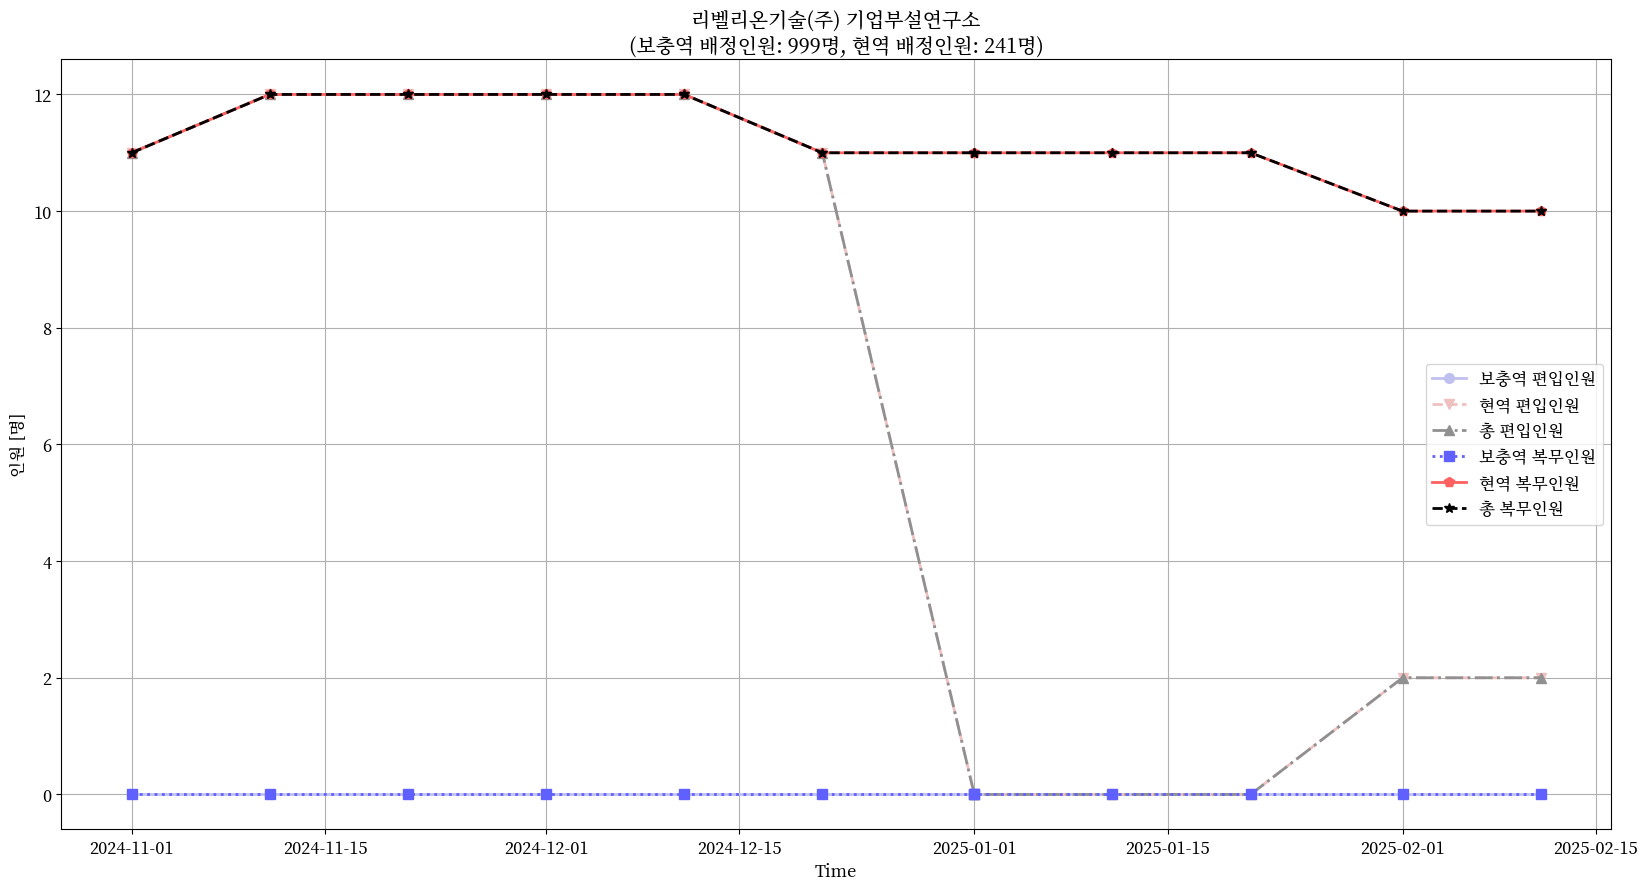 리벨리온기술(주) 기업부설연구소
(보충역 배정인원: 999명, 현역 배정인원: 241명)
인원 [명]
12
10
8
6
4
2
0
보충역 편입인원
현역 편입인원
총 편입인원
보충역 복무인원
현역 복무인원
총 복무인원
2024-11-01
2024-11-15
2024-12-01
2024-12-15
2025-01-01
2025-01-15
2025-02-01
2025-02-15
Time